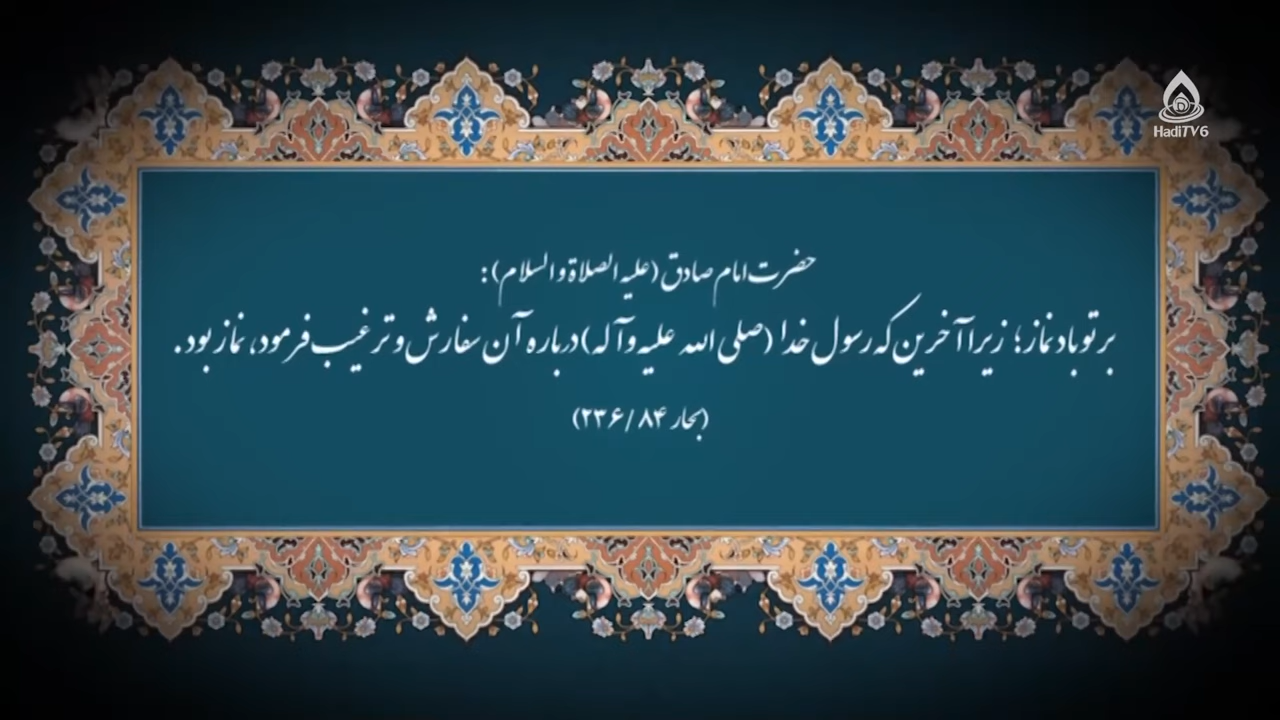 HadiTV6
حضرت امام صادق (علیه الصلاة و السلام):
بر تو باد نماز؛ زیرا آخرین که رسول خدا (صلی الله علیه و آله) درباره آن سفارش و ترغیب فرمود، نماز بود.
(بحار ۸۴ / ۲۳۶)